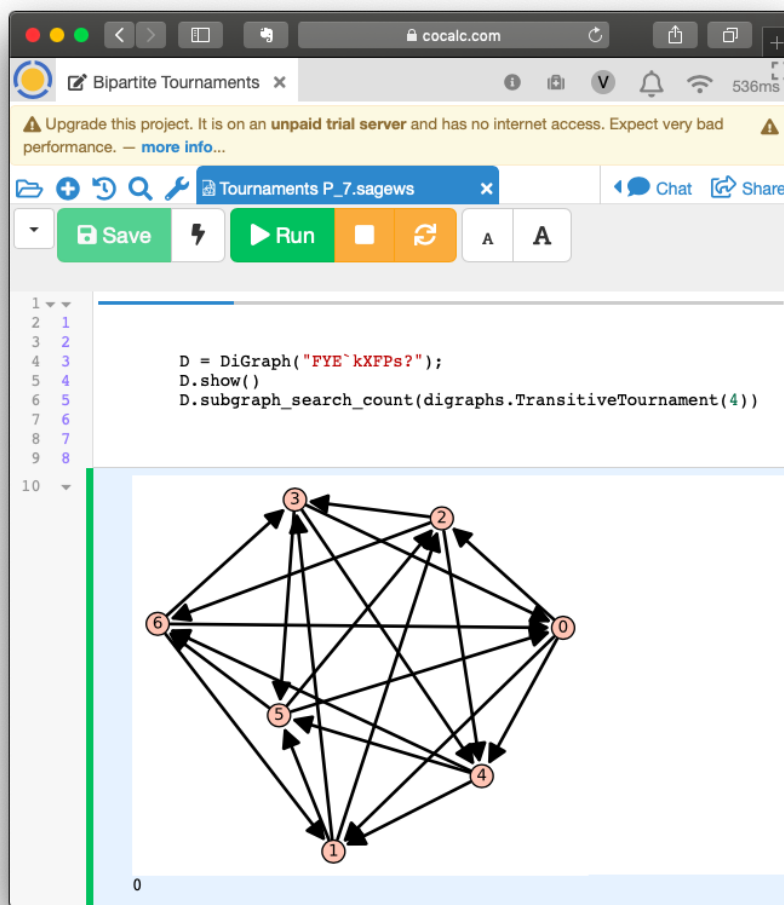 cocalc.com
Bipartite Tournaments
V
536ms
Upgrade this project. It is on an unpaid trial server and has no internet access. Expect very bad
performance. — more info...
Tournaments P_7.sagews
Chat
Share
Save
Run
A
A
1
2 1
3 2
4 3 D = DiGraph("FYE`kXFPs?");
5 4 D.show()
6 5 D.subgraph_search_count(digraphs.TransitiveTournament(4))
7 6
8 7
9 8
10
3
2
6
0
5
4
1
0